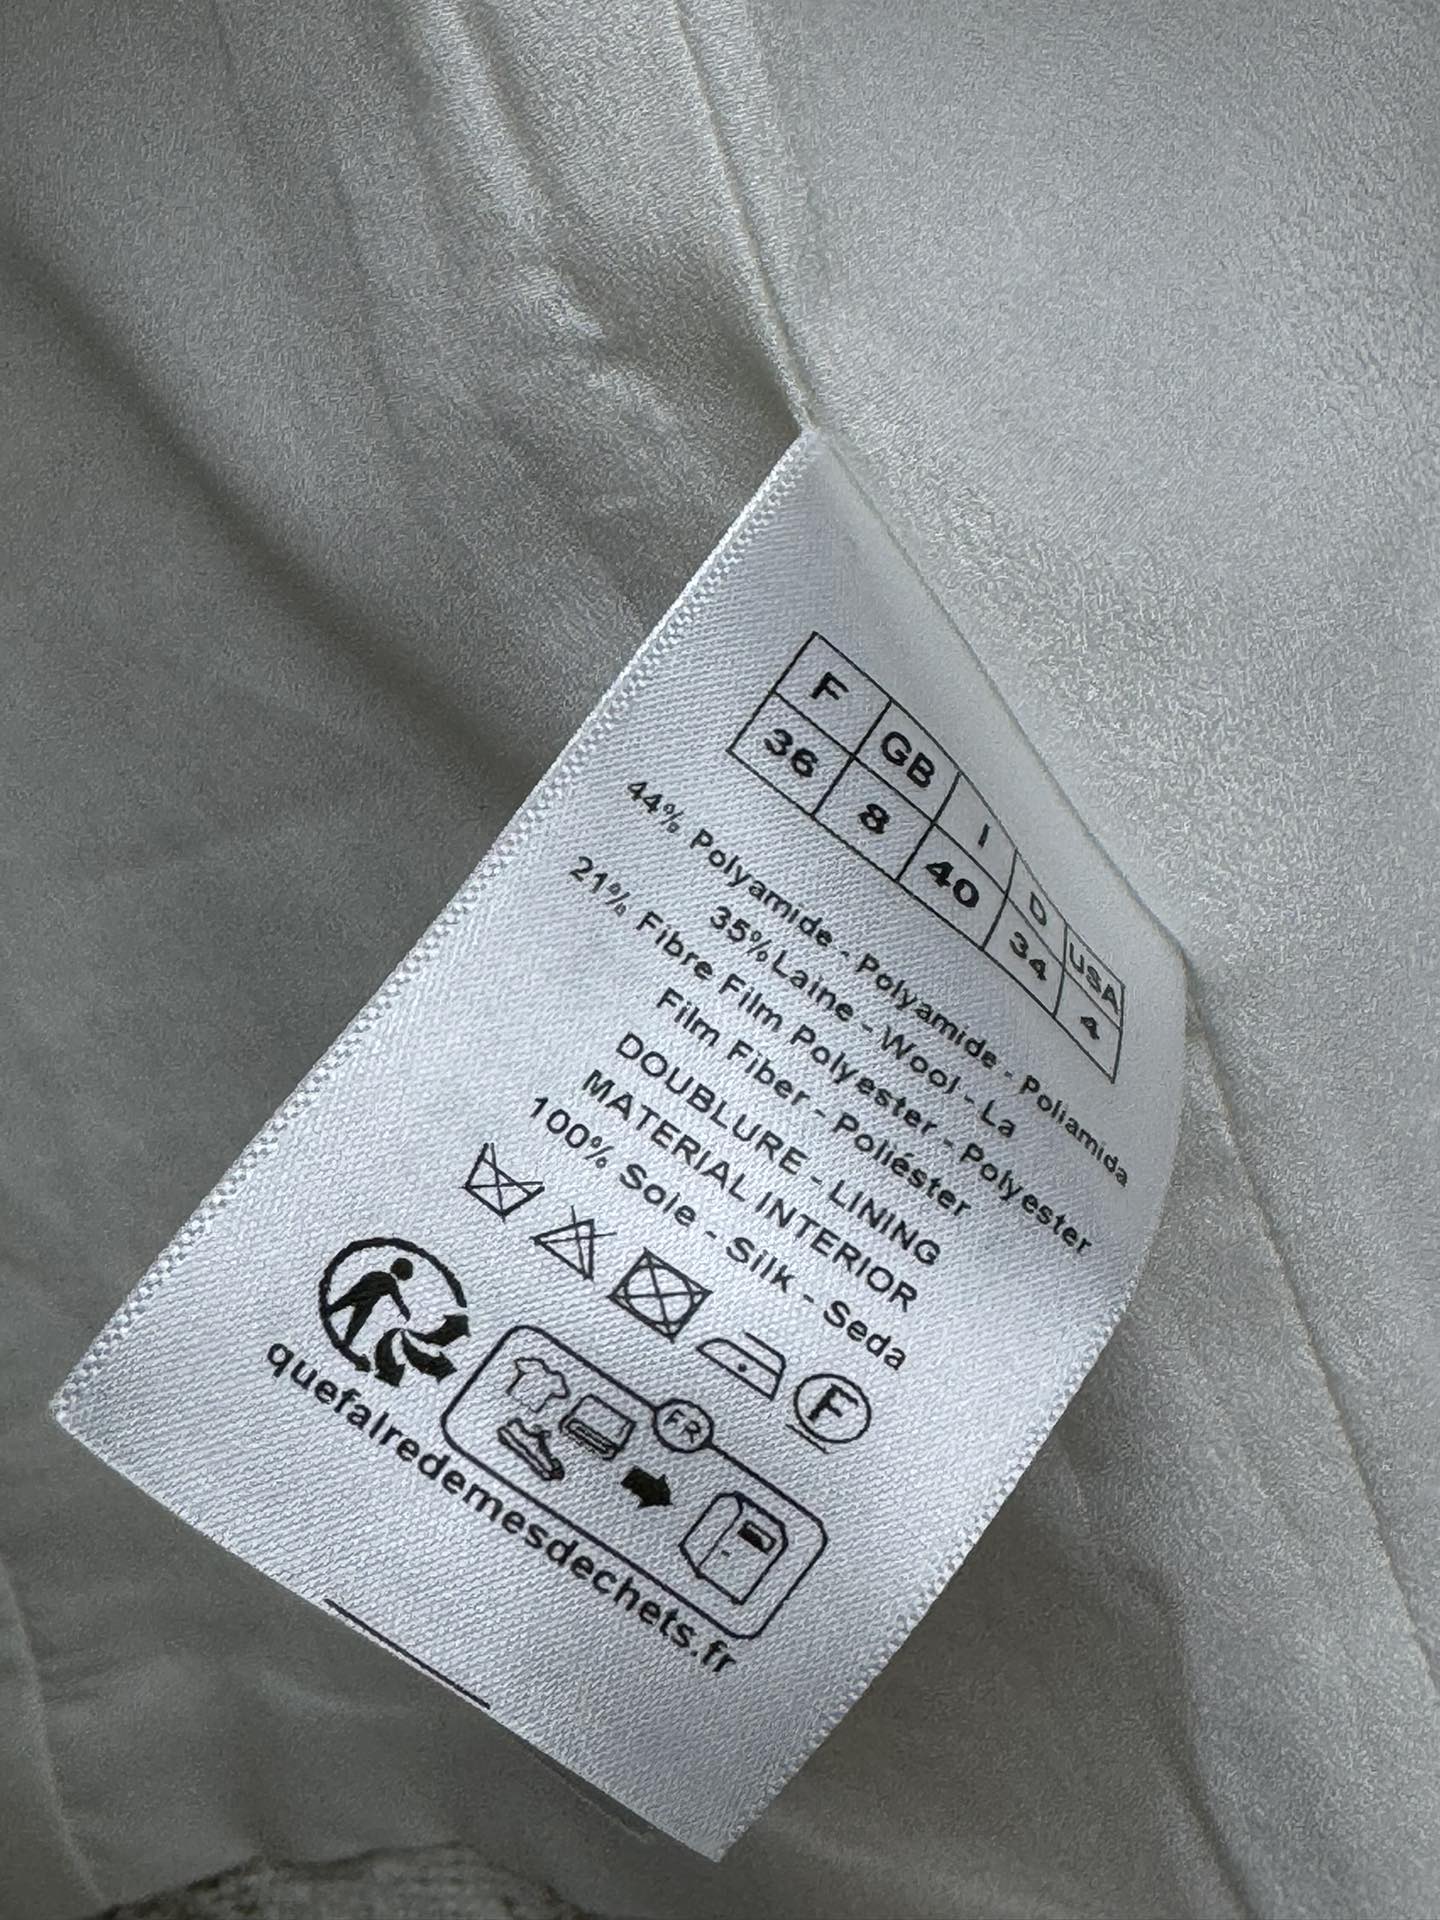 F GB I D USA
36 8 40 34 4
44% Polyamide - Polyamide - Poliamida
35%Laine - Wool - La
21% Fibre Film Polyester - Polyester
Film Fiber - Poliéster
DOUBLURE - LINING
MATERIAL INTERIOR
100% Soie - Silk - Seda
F
FR
quefairedemesdechets.fr